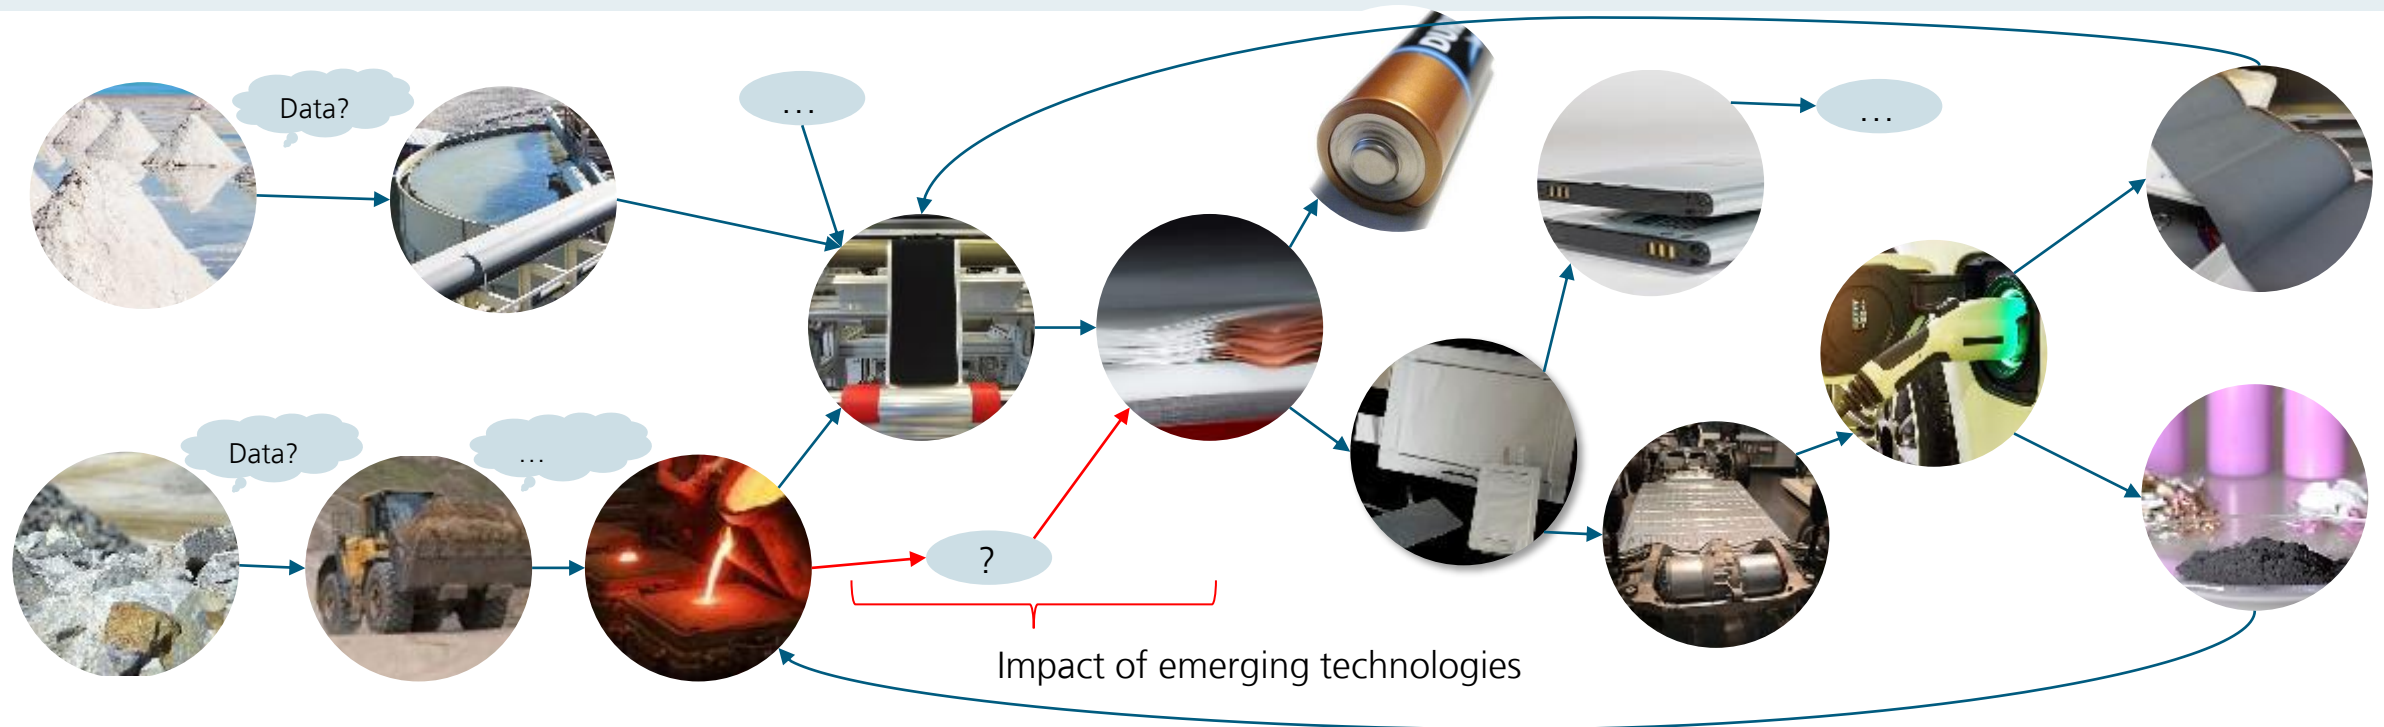 Data?
...
...
Data?
...
?
Impact of emerging technologies